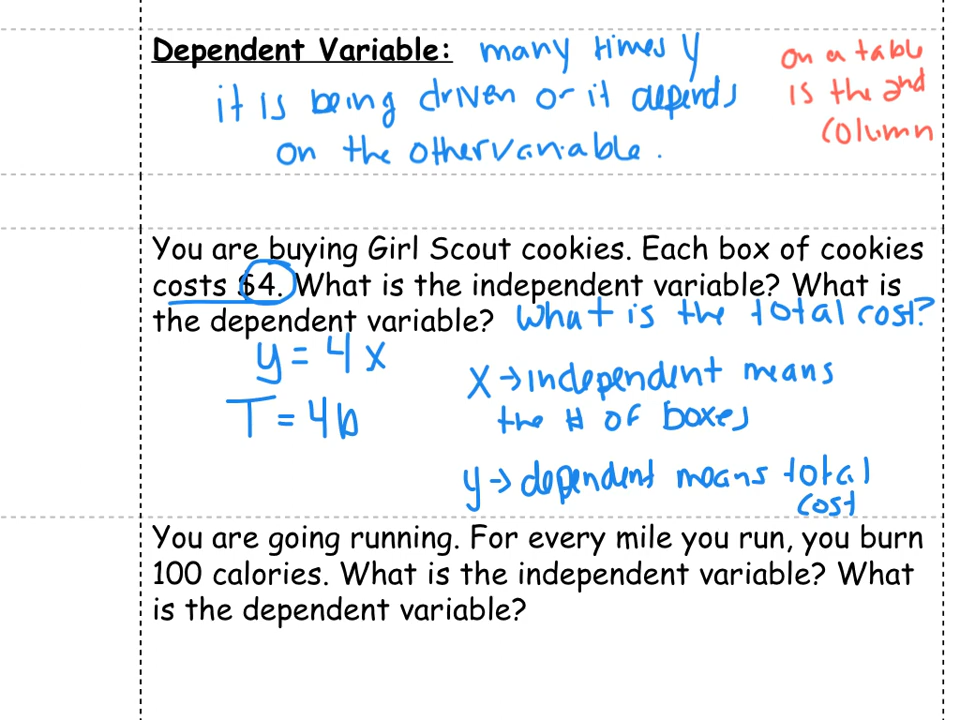 Dependent Variable: many times y
it is being driven or it depends
on the other variable.
on a table
is the 2nd
column
You are buying Girl Scout cookies. Each box of cookies
costs $4. What is the independent variable? What is
the dependent variable? What is the total cost?
y = 4x
T = 4b
x → independent means
the # of boxes
y → dependent means total
cost
You are going running. For every mile you run, you burn
100 calories. What is the independent variable? What
is the dependent variable?